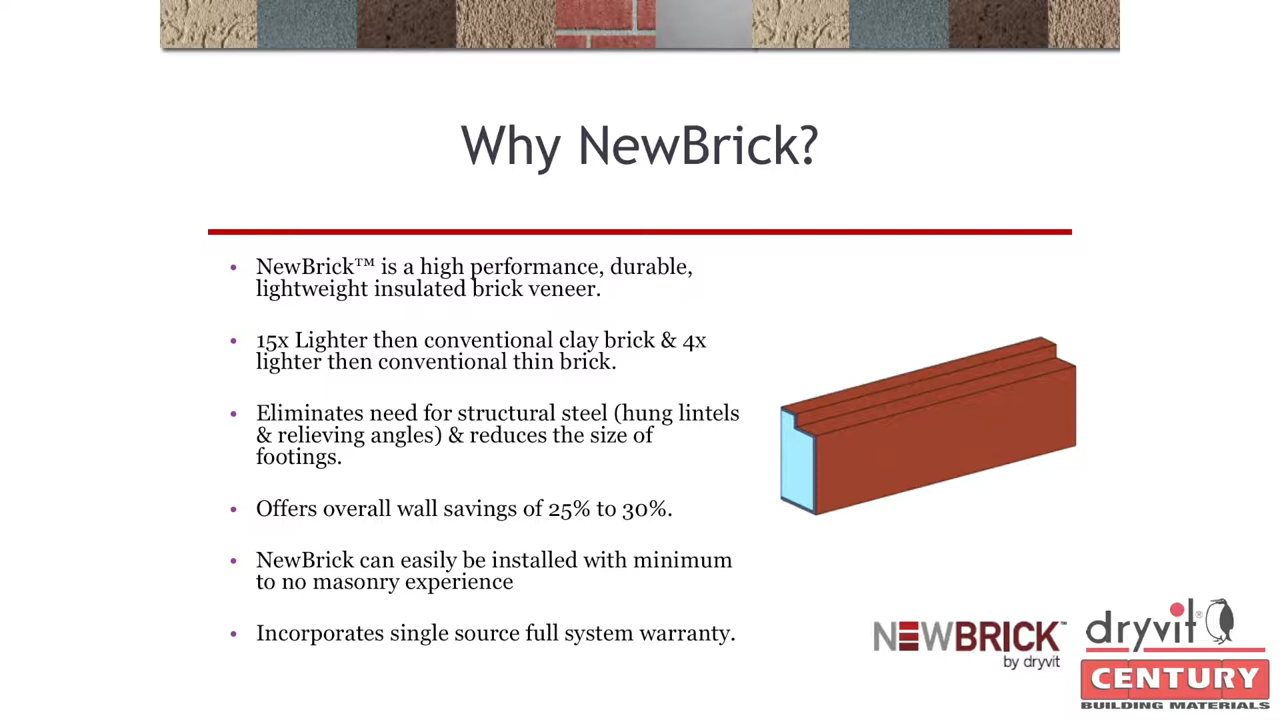 Why NewBrick?
• NewBrick™ is a high performance, durable,
lightweight insulated brick veneer.
• 15x Lighter then conventional clay brick & 4x
lighter then conventional thin brick.
• Eliminates need for structural steel (hung lintels
& relieving angles) & reduces the size of
footings.
• Offers overall wall savings of 25% to 30%.
• NewBrick can easily be installed with minimum
to no masonry experience
• Incorporates single source full system warranty.
NEWBRICK™
by dryvit
dryvit®
CENTURY
BUILDING MATERIALS